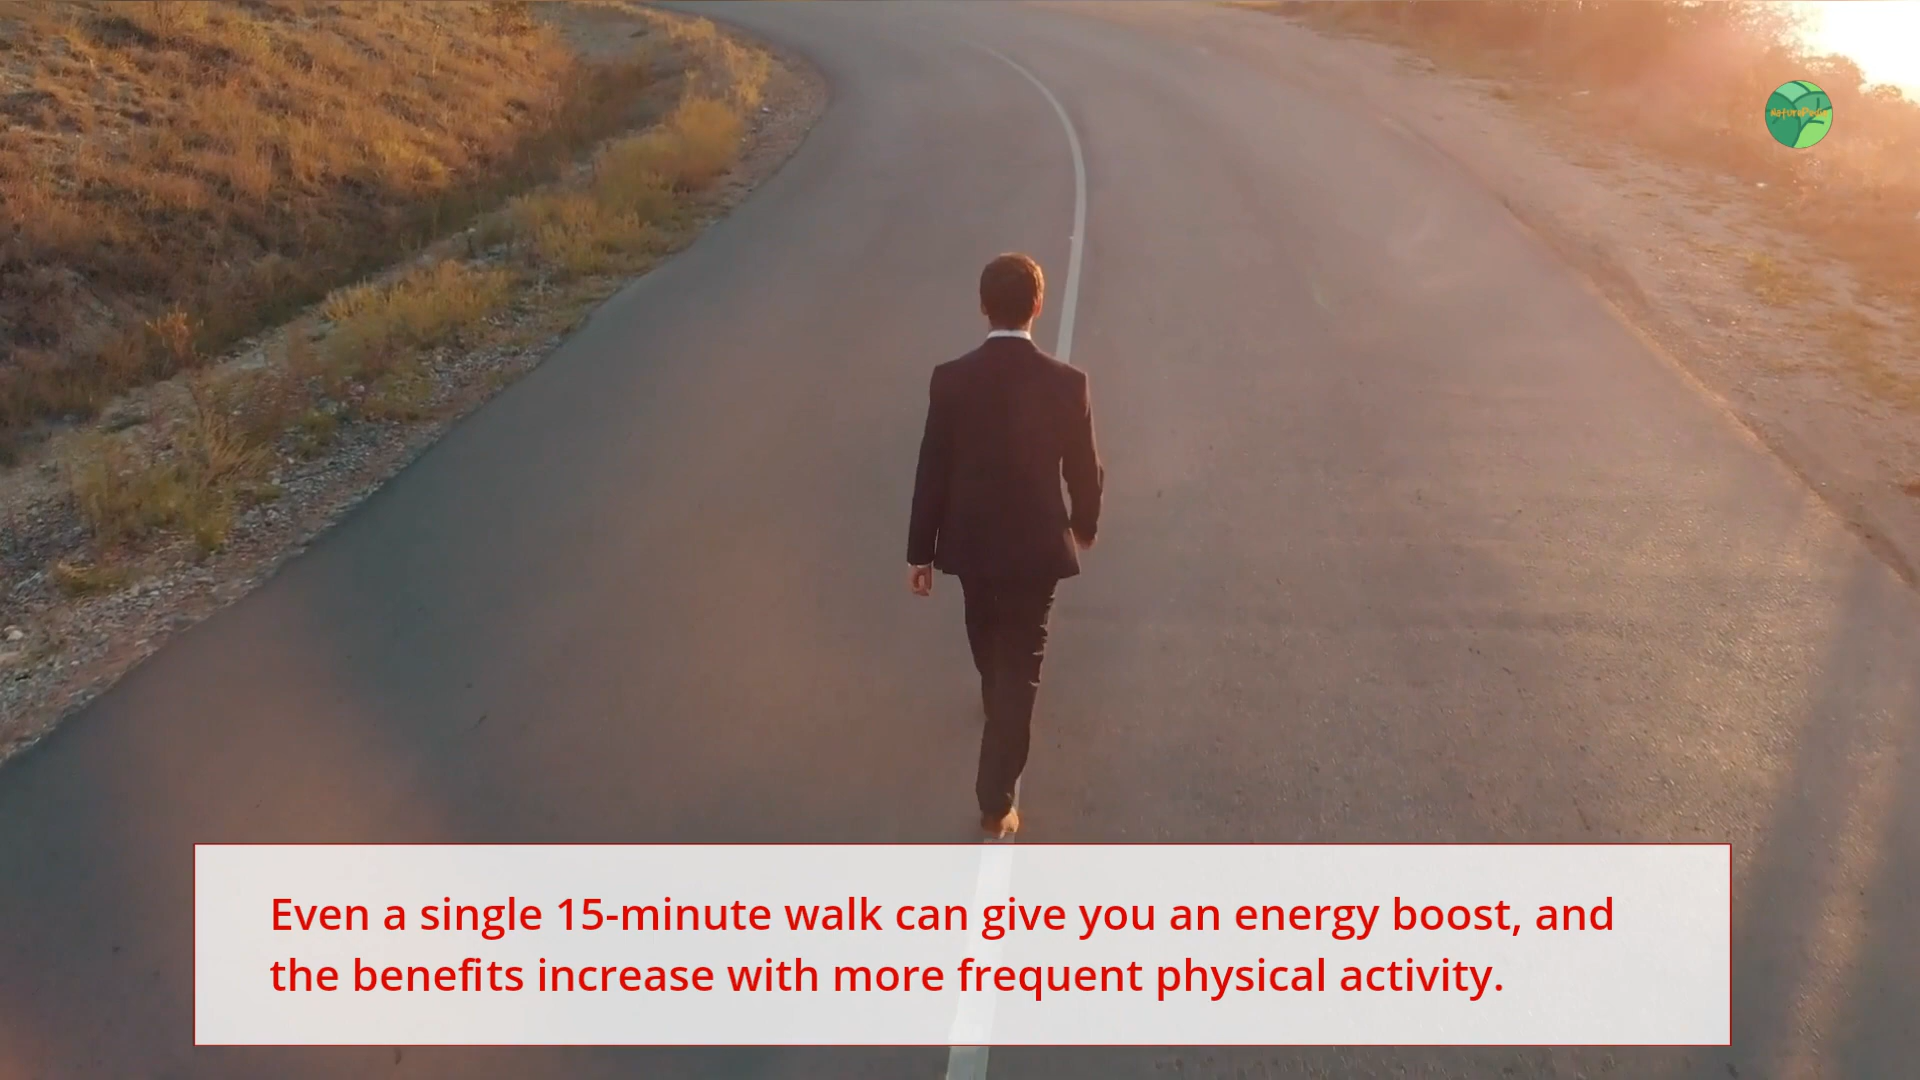 NaturePedia
Even a single 15-minute walk can give you an energy boost, and
the benefits increase with more frequent physical activity.